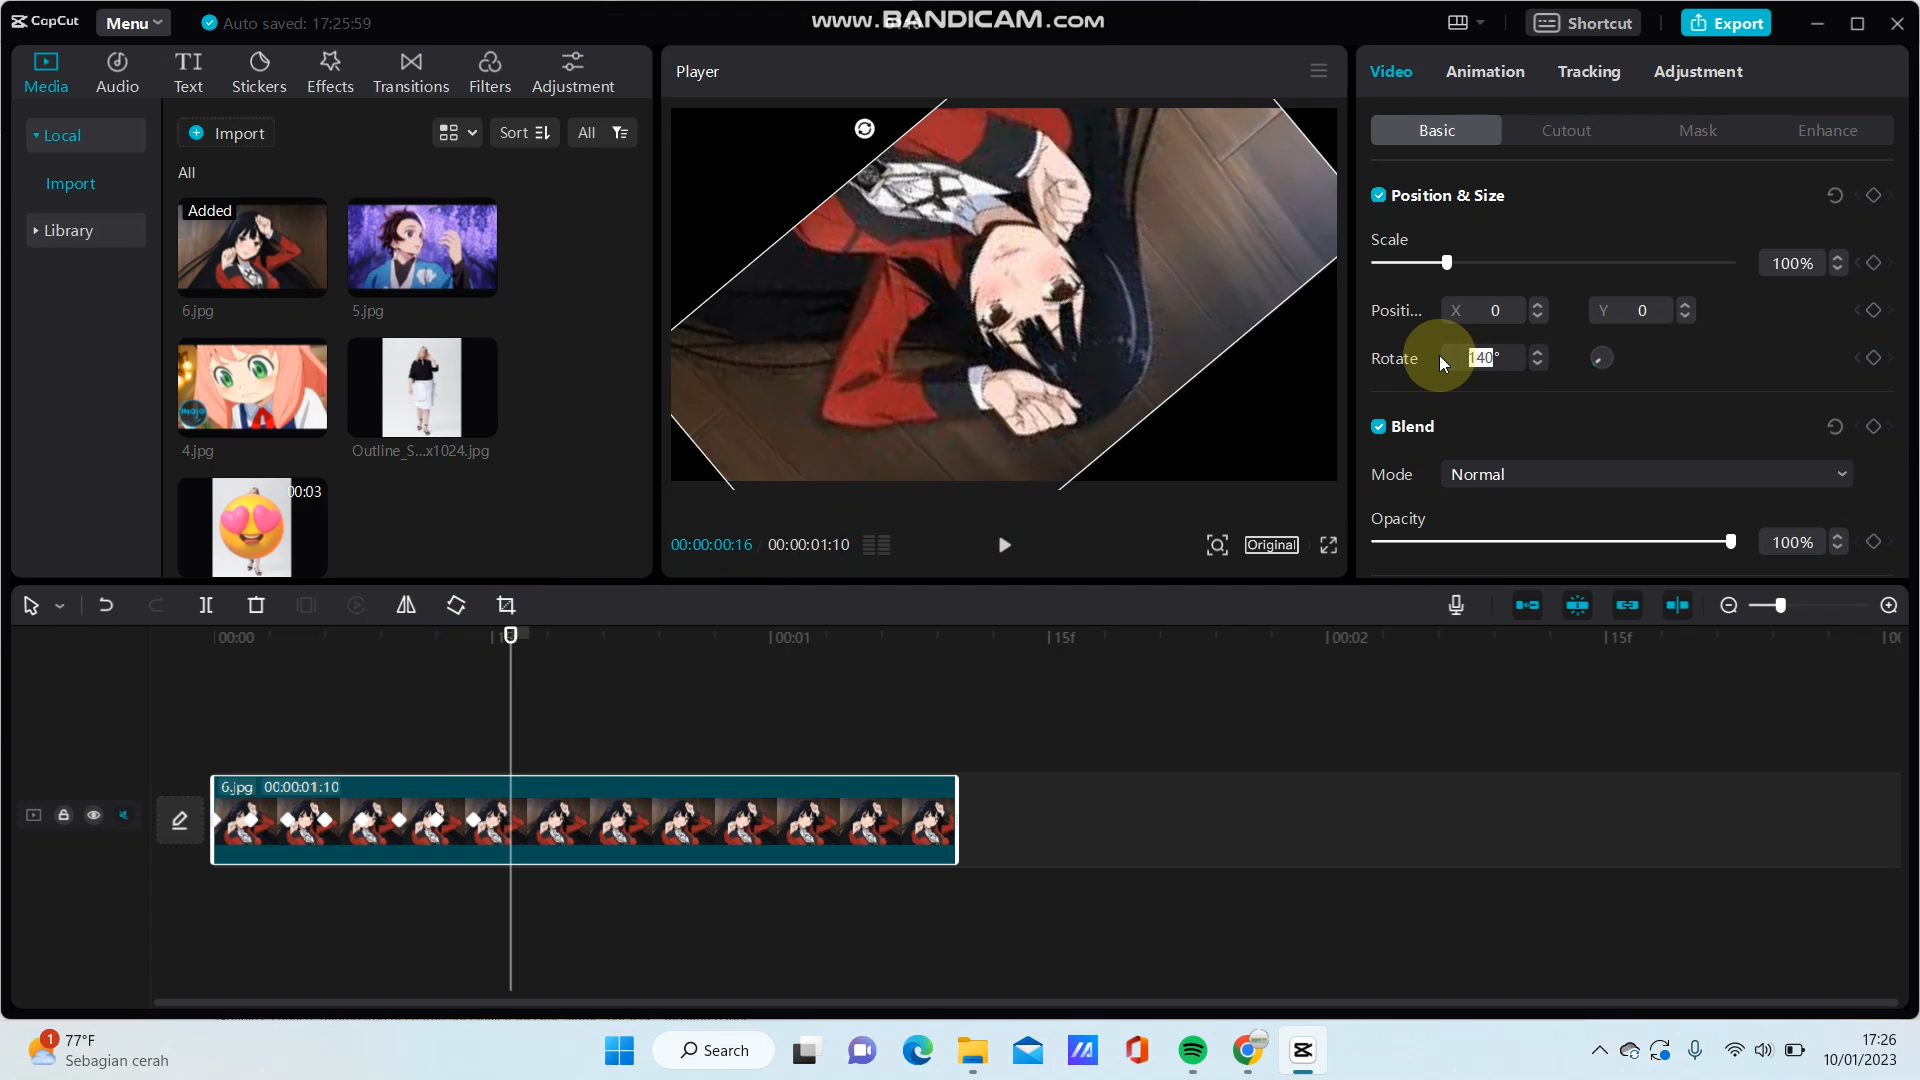 CapCut
Menu
Auto saved: 17:25:59
www.BANDICAM.com
Shortcut
Export
Media
Audio
Text
Stickers
Effects
Transitions
Filters
Adjustment
Player
Video
Animation
Tracking
Adjustment
Local
Import
Library
Import
Sort
All
All
Added
6.jpg
5.jpg
mojo
4.jpg
Outline_S...x1024.jpg
00:03
00:00:00:16
00:00:01:10
Original
Basic
Cutout
Mask
Enhance
Position & Size
Scale
100%
Positi...
X 0
Y 0
Rotate
140°
Blend
Mode
Normal
Opacity
100%
00:00
00:01
15f
00:02
15f
6.jpg 00:00:01:10
1
77°F
Sebagian cerah
Search
17:26
10/01/2023